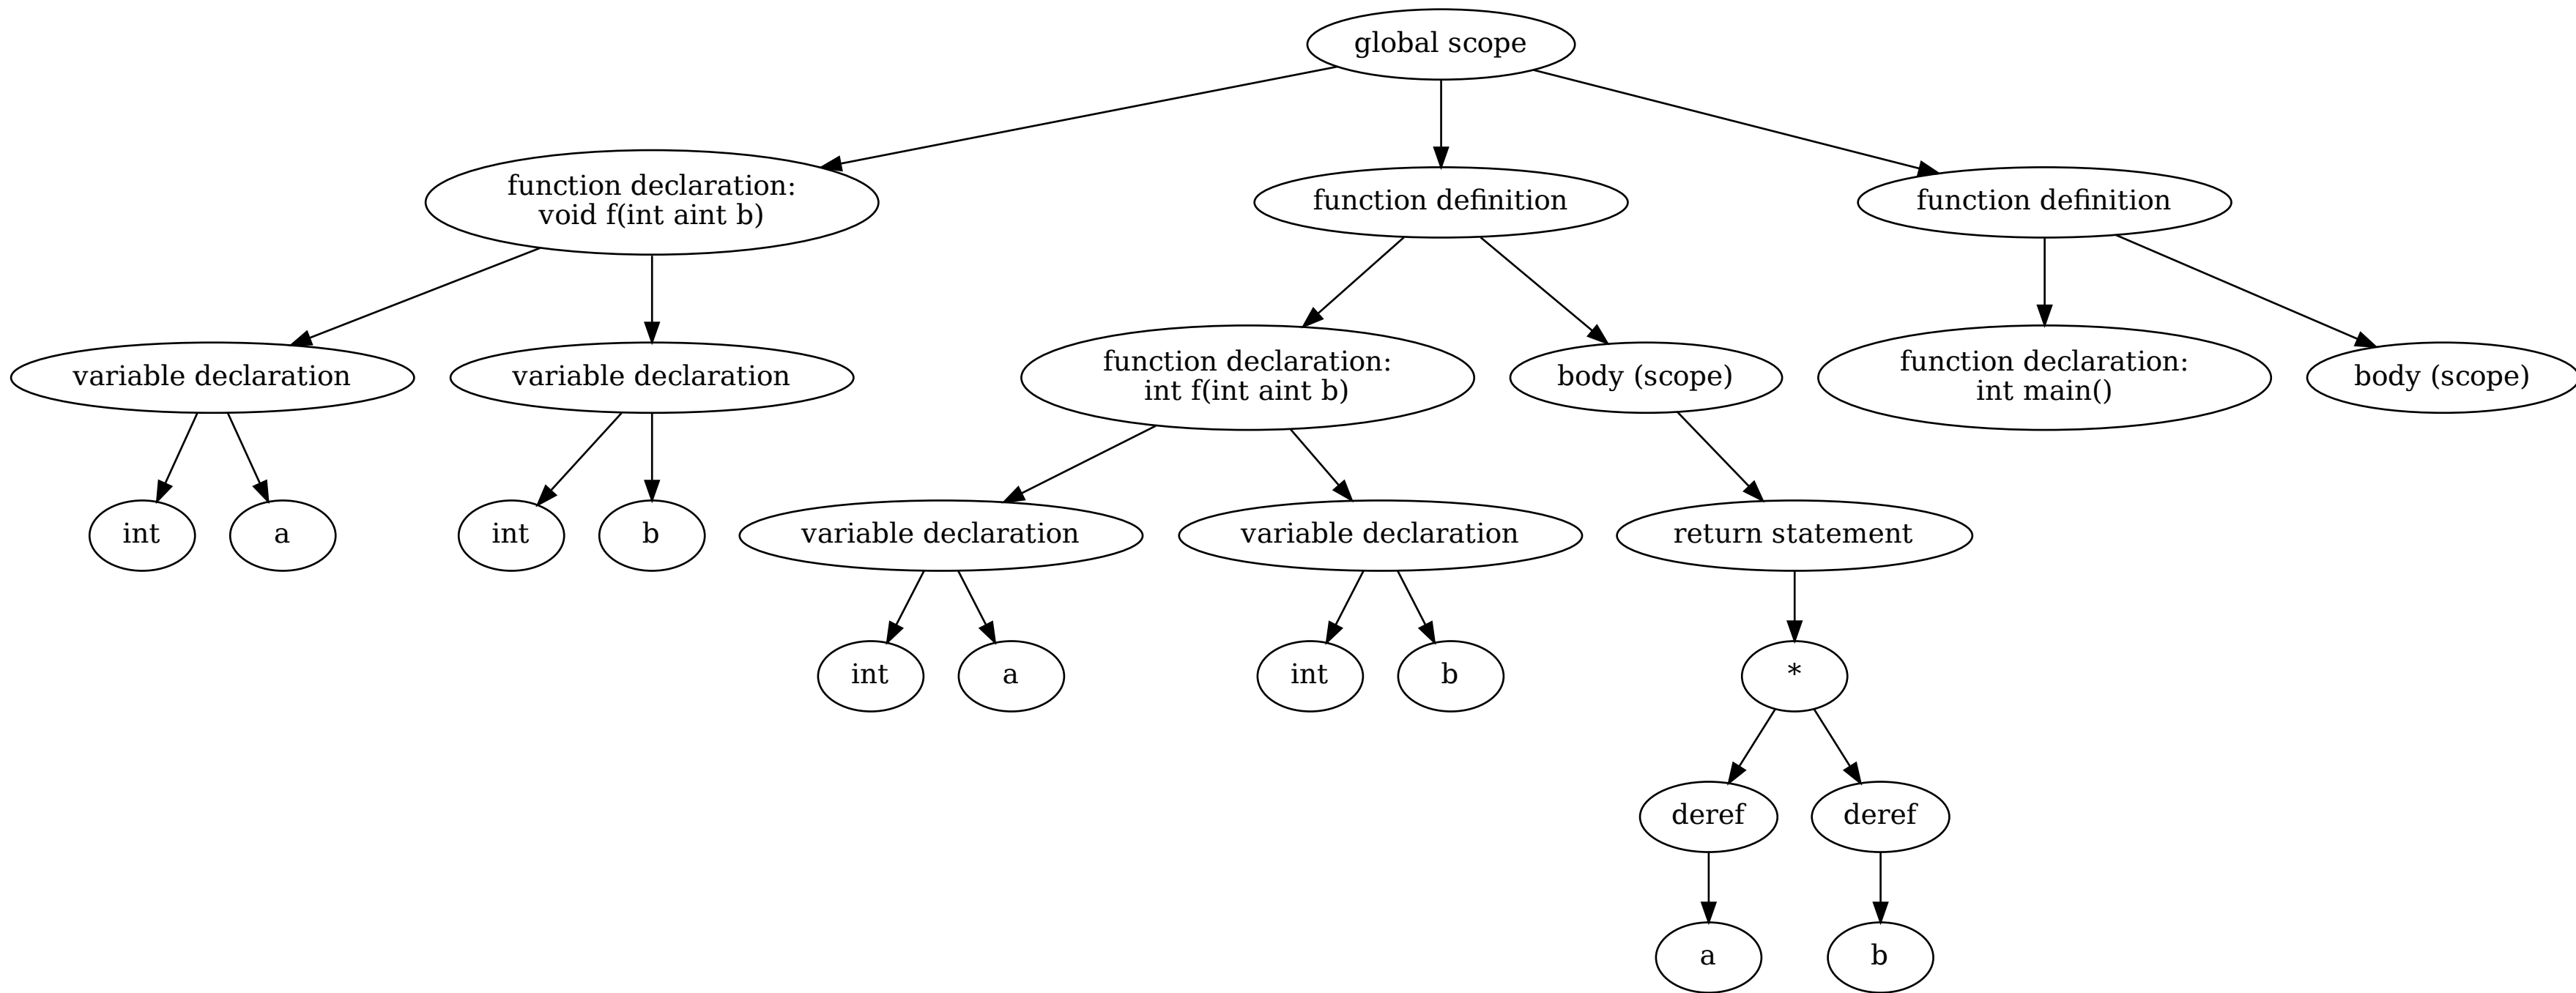 global scope
function declaration:
void f(int aint b)
function definition
function definition
variable declaration
variable declaration
function declaration:
int f(int aint b)
body (scope)
function declaration:
int main()
body (scope)
int
a
int
b
variable declaration
variable declaration
return statement
int
a
int
b
*
deref
deref
a
b